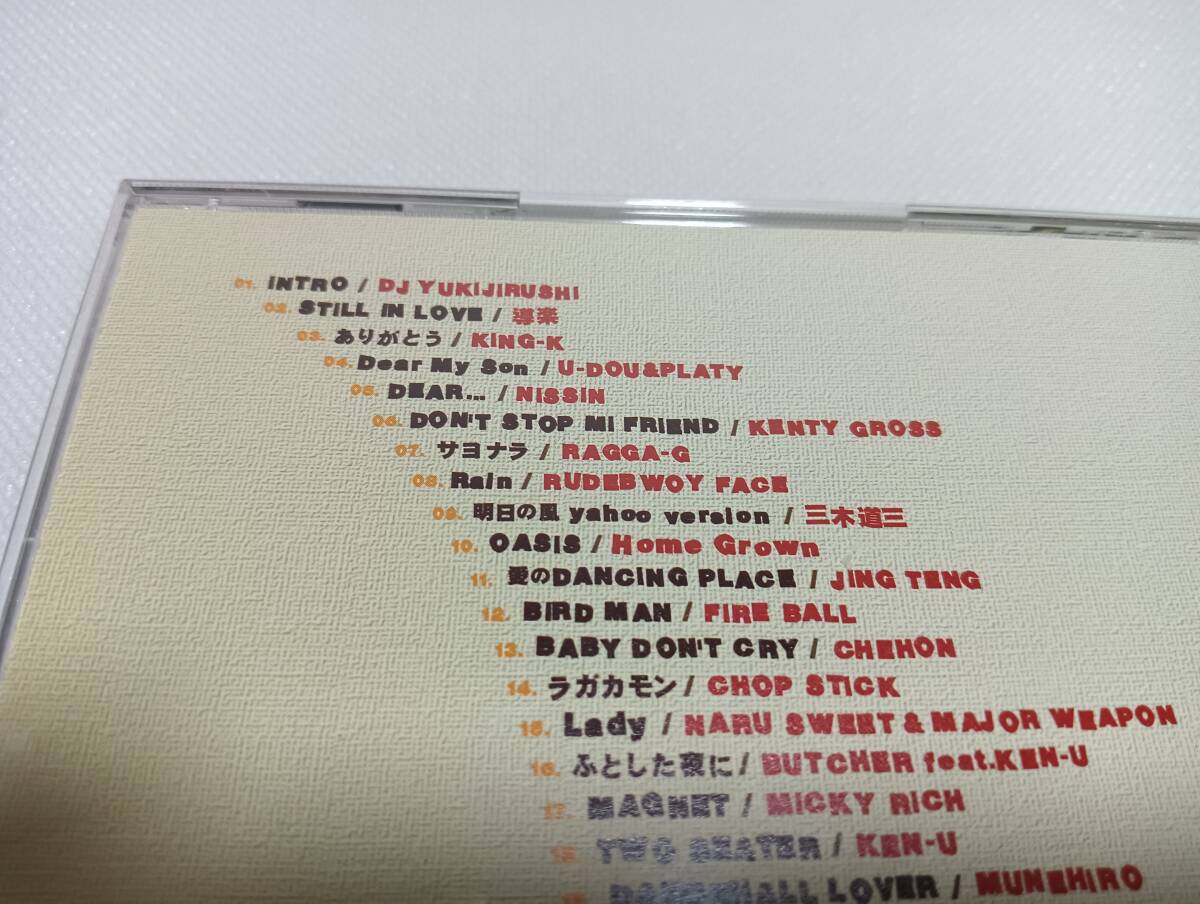 01. INTRO / DJ YUKIJIRUSHI
02. STILL IN LOVE / 導楽
03. ありがとう / KING-K
04. Dear My Son / U-DOU&PLATY
05. DEAR... / NISSIN
06. DON'T STOP MI FRIEND / KENTY GROSS
07. サヨナラ / RAGGA-G
08. Rain / RUDEBWOY FACE
09. 明日の風 yahoo version / 三木道三
10. OASIS / Home Grown
11. 愛のDANCING PLACE / JING TENG
12. BIRD MAN / FIRE BALL
13. BABY DON'T CRY / CHEHON
14. ラガカモン / CHOP STICK
15. Lady / NARU SWEET & MAJOR WEAPON
16. ふとした夜に / BUTCHER feat.KEN-U
17. MAGNET / MICKY RICH
18. TWO SEATER / KEN-U
DANCEHALL LOVER / MUNEHIRO